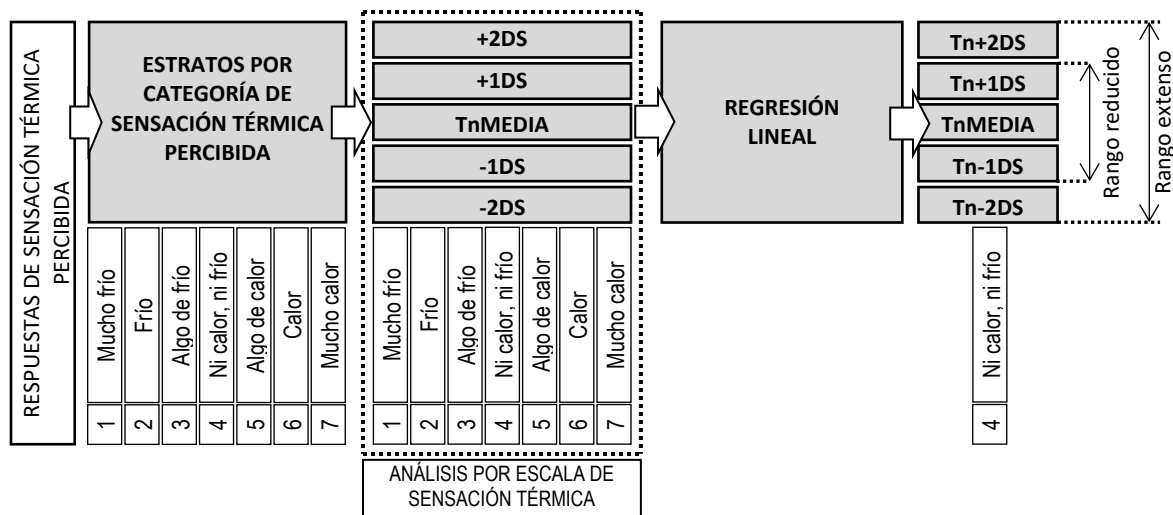 RESPUESTAS DE SENSACIÓN TÉRMICA
PERCIBIDA
ESTRATOS POR
CATEGORÍA DE
SENSACIÓN TÉRMICA
PERCIBIDA
Mucho frío
Frío
Algo de frío
Ni calor, ni frío
Algo de calor
Calor
Mucho calor
1
2
3
4
5
6
7
+2DS
+1DS
TnMEDIA
-1DS
-2DS
Mucho frío
Frío
Algo de frío
Ni calor, ni frío
Algo de calor
Calor
Mucho calor
1
2
3
4
5
6
7
ANÁLISIS POR ESCALA DE
SENSACIÓN TÉRMICA
REGRESIÓN
LINEAL
Tn+2DS
Tn+1DS
TnMEDIA
Tn-1DS
Tn-2DS
Ni calor, ni frío
4
Rango reducido
Rango extenso